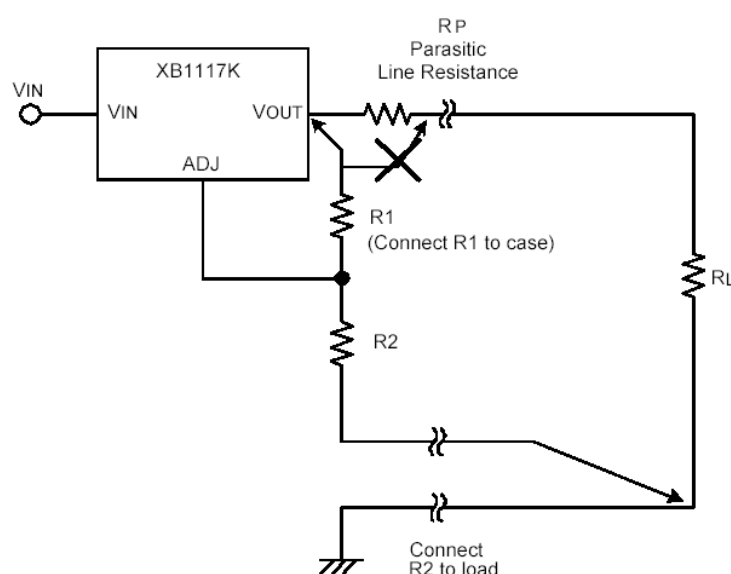 RP
Parasitic
Line Resistance
XB1117K
VIN
VIN
VOUT
ADJ
R1
(Connect R1 to case)
RL
R2
Connect
R2 to load